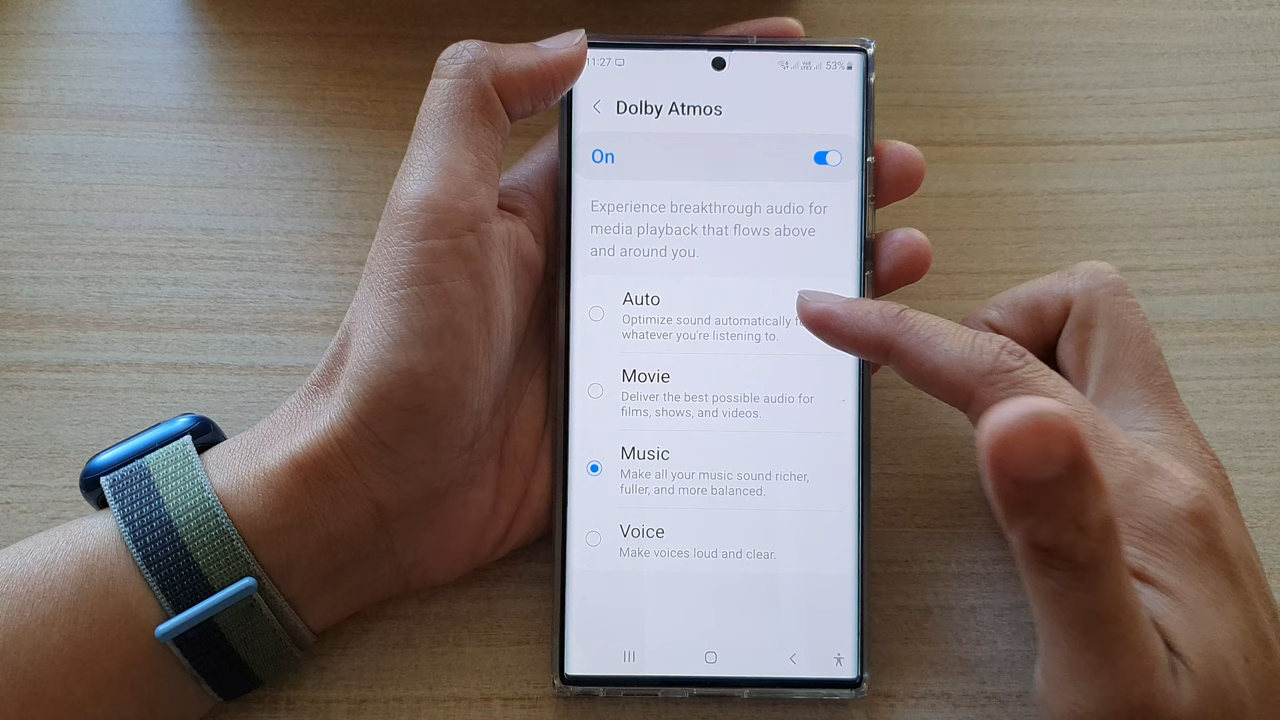 11:27
53%
Dolby Atmos
On
Experience breakthrough audio for
media playback that flows above
and around you.
Auto
Optimize sound automatically
whatever you're listening to.
Movie
Deliver the best possible audio for
films, shows, and videos.
Music
Make all your music sound richer,
fuller, and more balanced.
Voice
Make voices loud and clear.